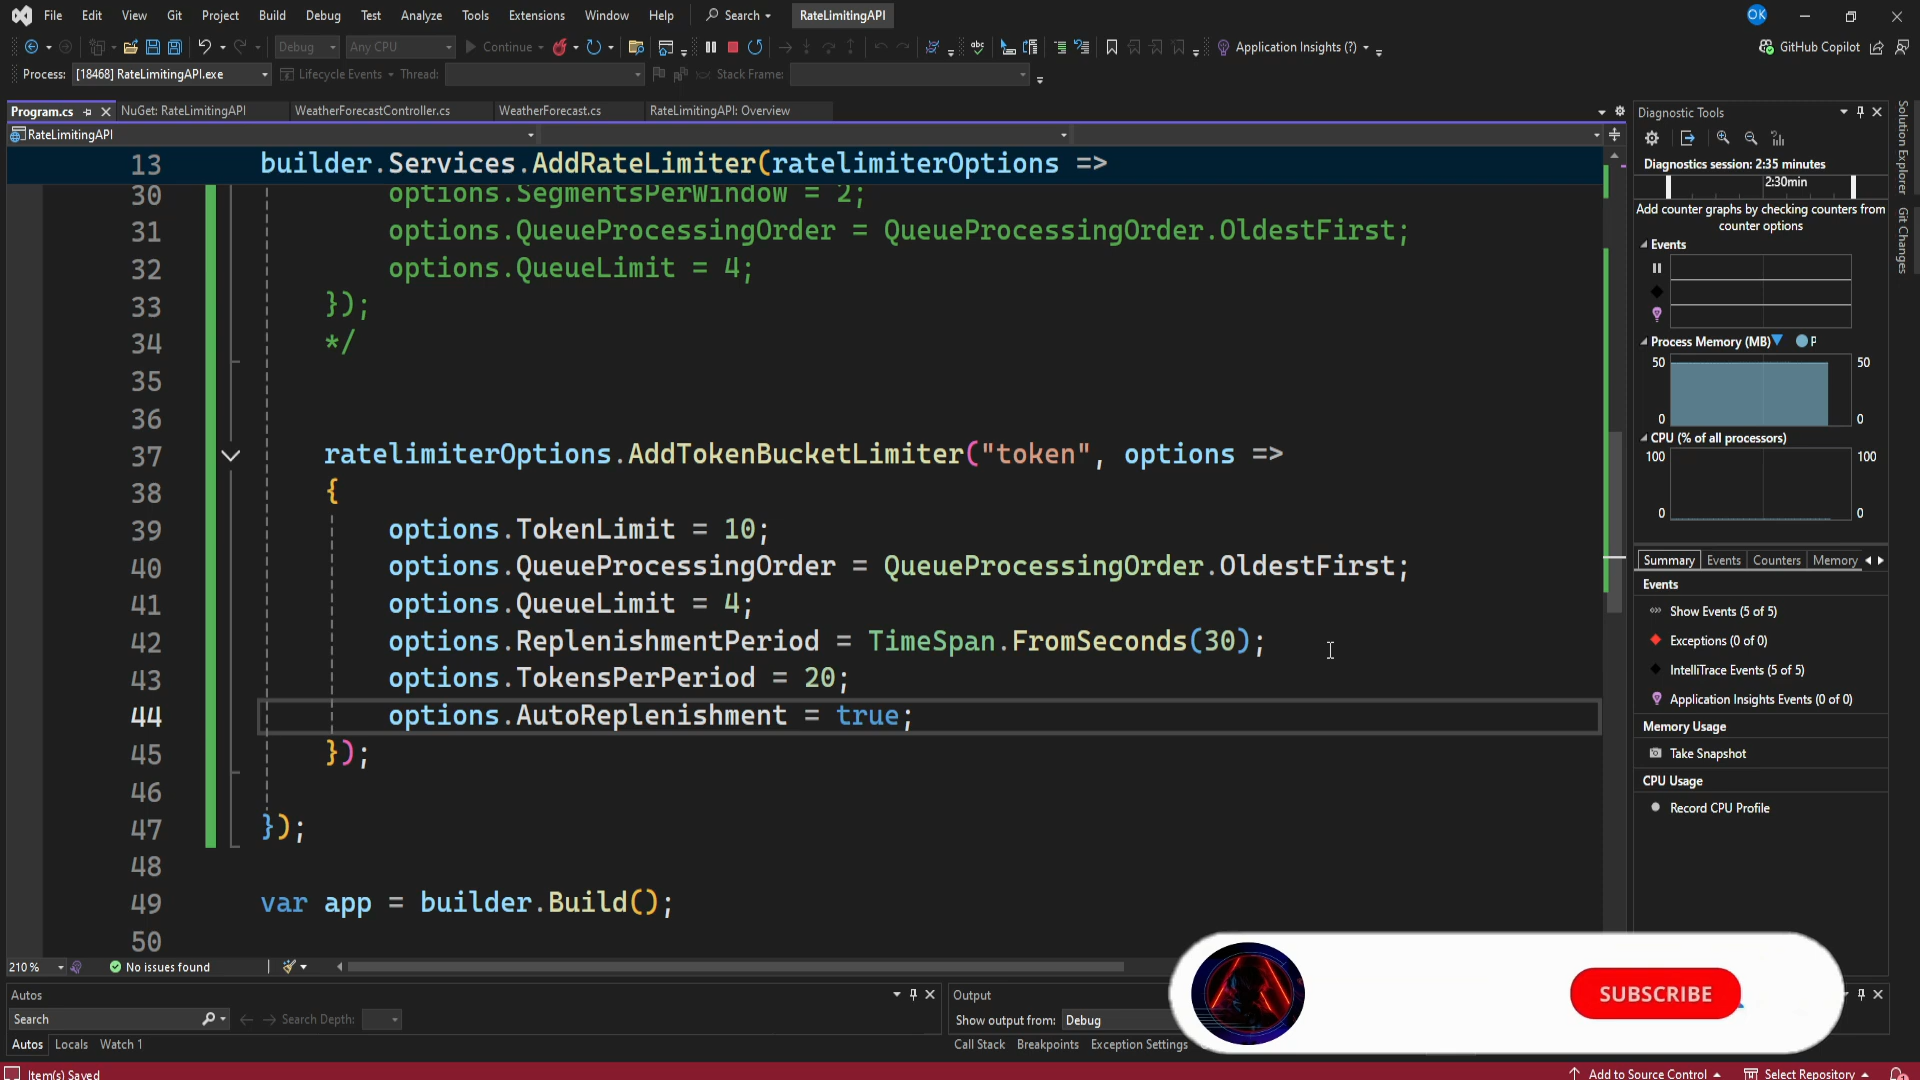 File Edit View Git Project Build Debug Test Analyze Tools Extensions Window Help Search RateLimitingAPI OK
Debug Any CPU Continue Application Insights (?) GitHub Copilot
Process: [18468] RateLimitingAPI.exe Lifecycle Events Thread: Stack Frame:
Program.cs NuGet: RateLimitingAPI WeatherForecastController.cs WeatherForecast.cs RateLimitingAPI: Overview
RateLimitingAPI
13 builder.Services.AddRateLimiter(ratelimiterOptions =>
30 options.SegmentsPerWindow = 2;
31 options.QueueProcessingOrder = QueueProcessingOrder.OldestFirst;
32 options.QueueLimit = 4;
33 });
34 */
35
36
37 ratelimiterOptions.AddTokenBucketLimiter("token", options =>
38 {
39 options.TokenLimit = 10;
40 options.QueueProcessingOrder = QueueProcessingOrder.OldestFirst;
41 options.QueueLimit = 4;
42 options.ReplenishmentPeriod = TimeSpan.FromSeconds(30);
43 options.TokensPerPeriod = 20;
44 options.AutoReplenishment = true;
45 });
46
47 });
48
49 var app = builder.Build();
50
210 % No issues found
Autos
Search Search Depth:
Autos Locals Watch 1
Output
Show output from: Debug
Call Stack Breakpoints Exception Settings
SUBSCRIBE
Item(s) Saved
Add to Source Control Select Repository
Diagnostic Tools
Diagnostics session: 2:35 minutes
2:30min
Add counter graphs by checking counters from
counter options
Events
Process Memory (MB) P
50 50
0 0
CPU (% of all processors)
100 100
0 0
Summary Events Counters Memory
Events
Show Events (5 of 5)
Exceptions (0 of 0)
IntelliTrace Events (5 of 5)
Application Insights Events (0 of 0)
Memory Usage
Take Snapshot
CPU Usage
Record CPU Profile
Solution Explorer
Git Changes